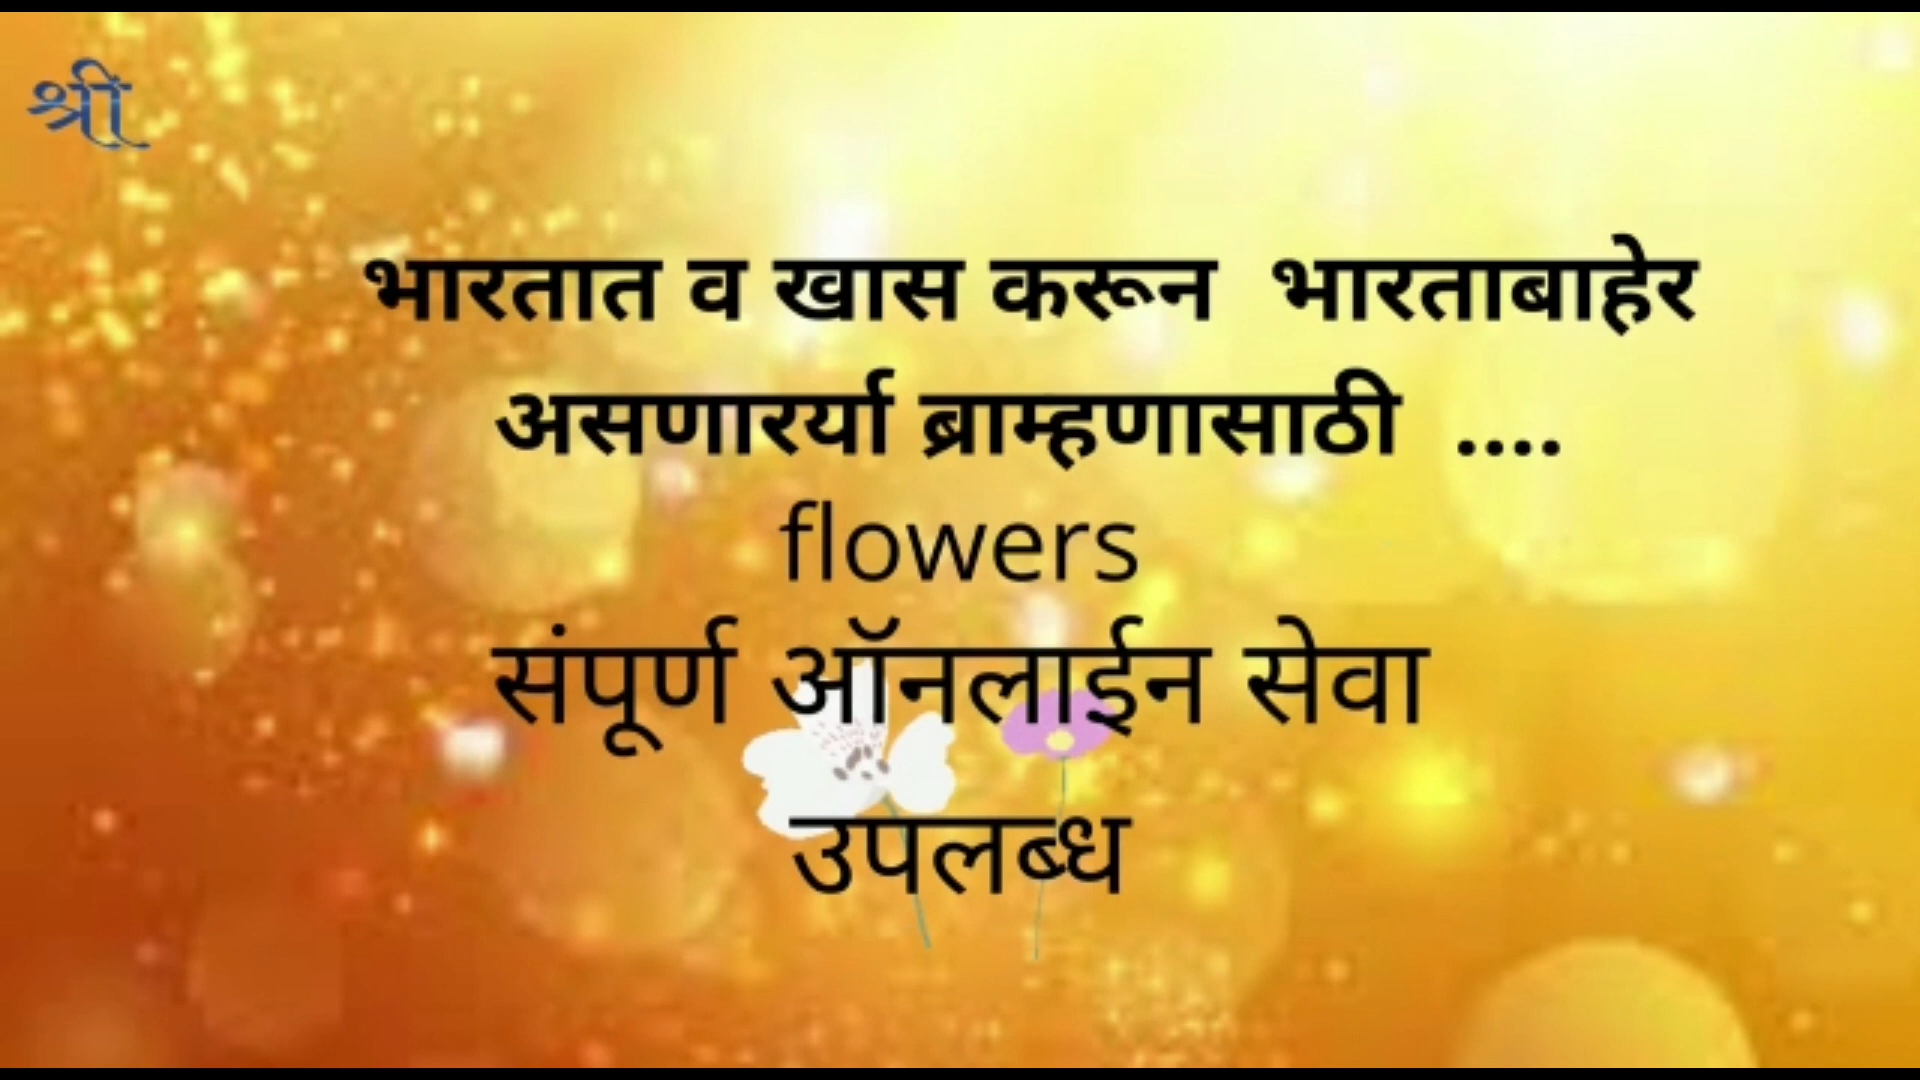 श्री
भारतात व खास करून भारताबाहेर
असणारर्या ब्राम्हणासाठी ....
flowers
संपूर्ण ऑनलाईन सेवा
उपलब्ध